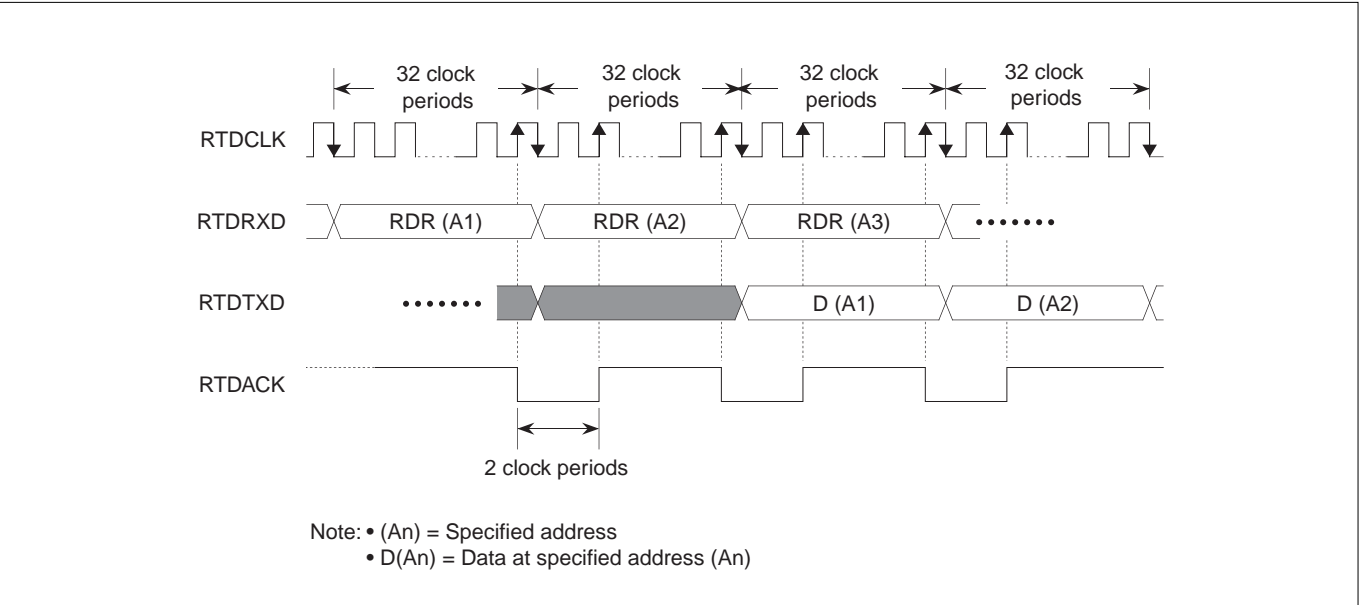 32 clock periods
32 clock periods
32 clock periods
32 clock periods
RTDCLK
RTDRXD
RDR (A1)
RDR (A2)
RDR (A3)
RTDTXD
D (A1)
D (A2)
RTDACK
2 clock periods
Note: • (An) = Specified address
• D(An) = Data at specified address (An)